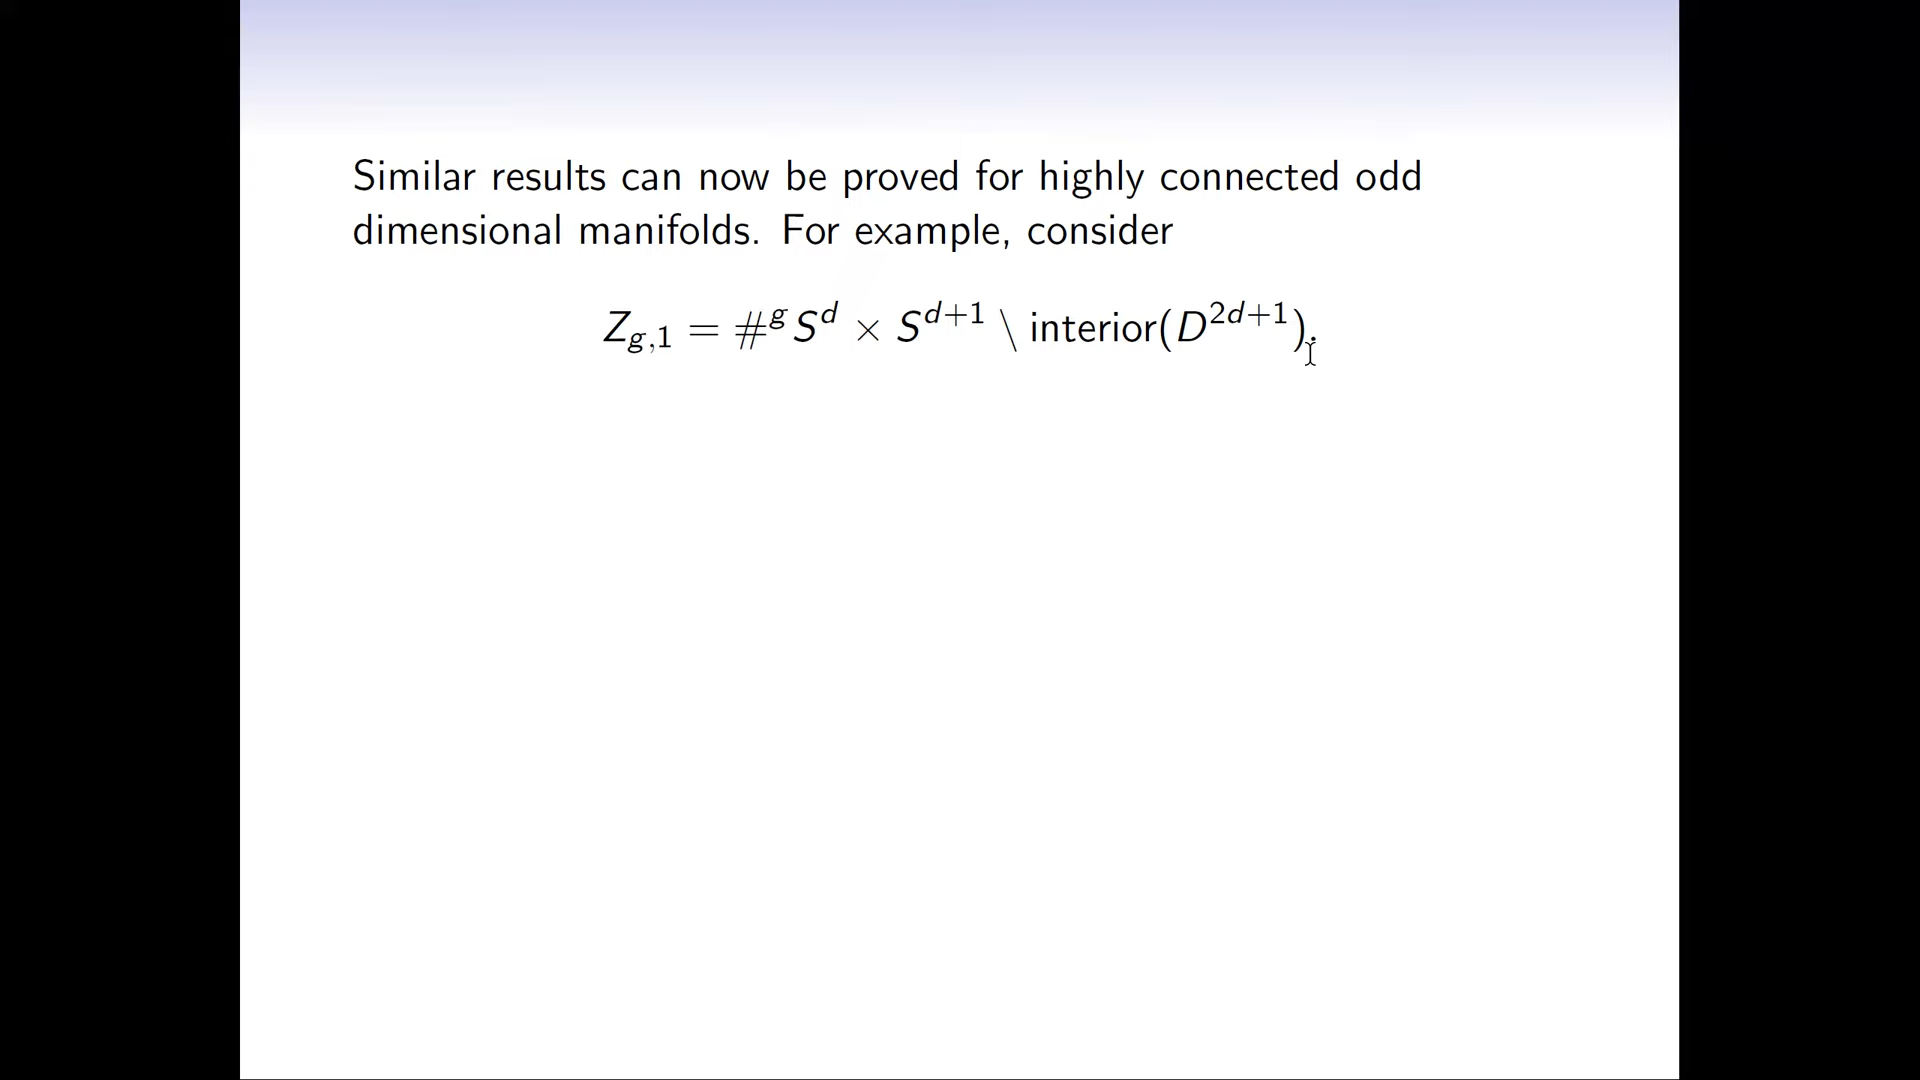 Similar results can now be proved for highly connected odd
dimensional manifolds. For example, consider
Z_{g,1} = #^g S^d × S^{d+1} \ interior(D^{2d+1}).